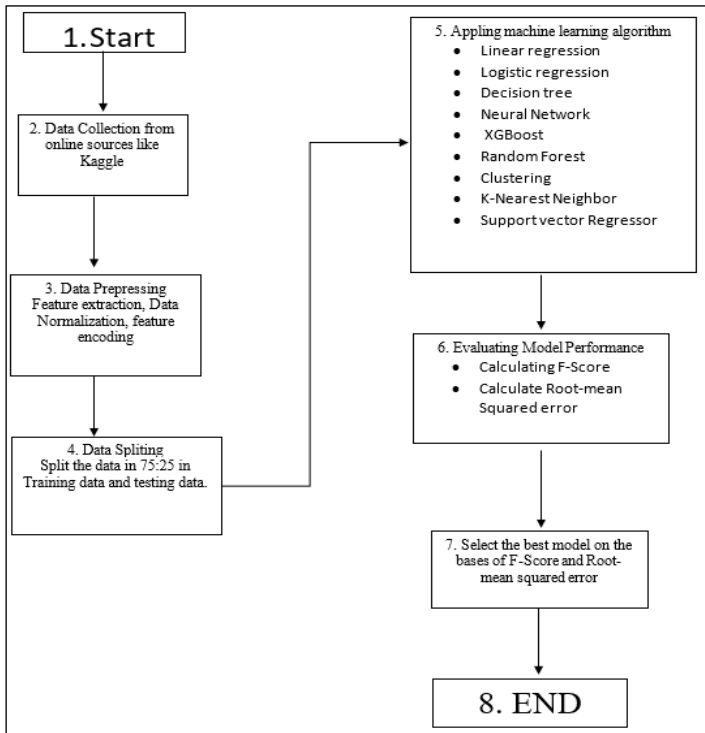 1.Start
2. Data Collection from
online sources like
Kaggle
3. Data Prepressing
Feature extraction, Data
Normalization, feature
encoding
4. Data Spliting
Split the data in 75:25 in
Training data and testing data.
5. Appling machine learning algorithm
• Linear regression
• Logistic regression
• Decision tree
• Neural Network
• XGBoost
• Random Forest
• Clustering
• K-Nearest Neighbor
• Support vector Regressor
6. Evaluating Model Performance
• Calculating F-Score
• Calculate Root-mean
Squared error
7. Select the best model on the
bases of F-Score and Root-
mean squared error
8. END